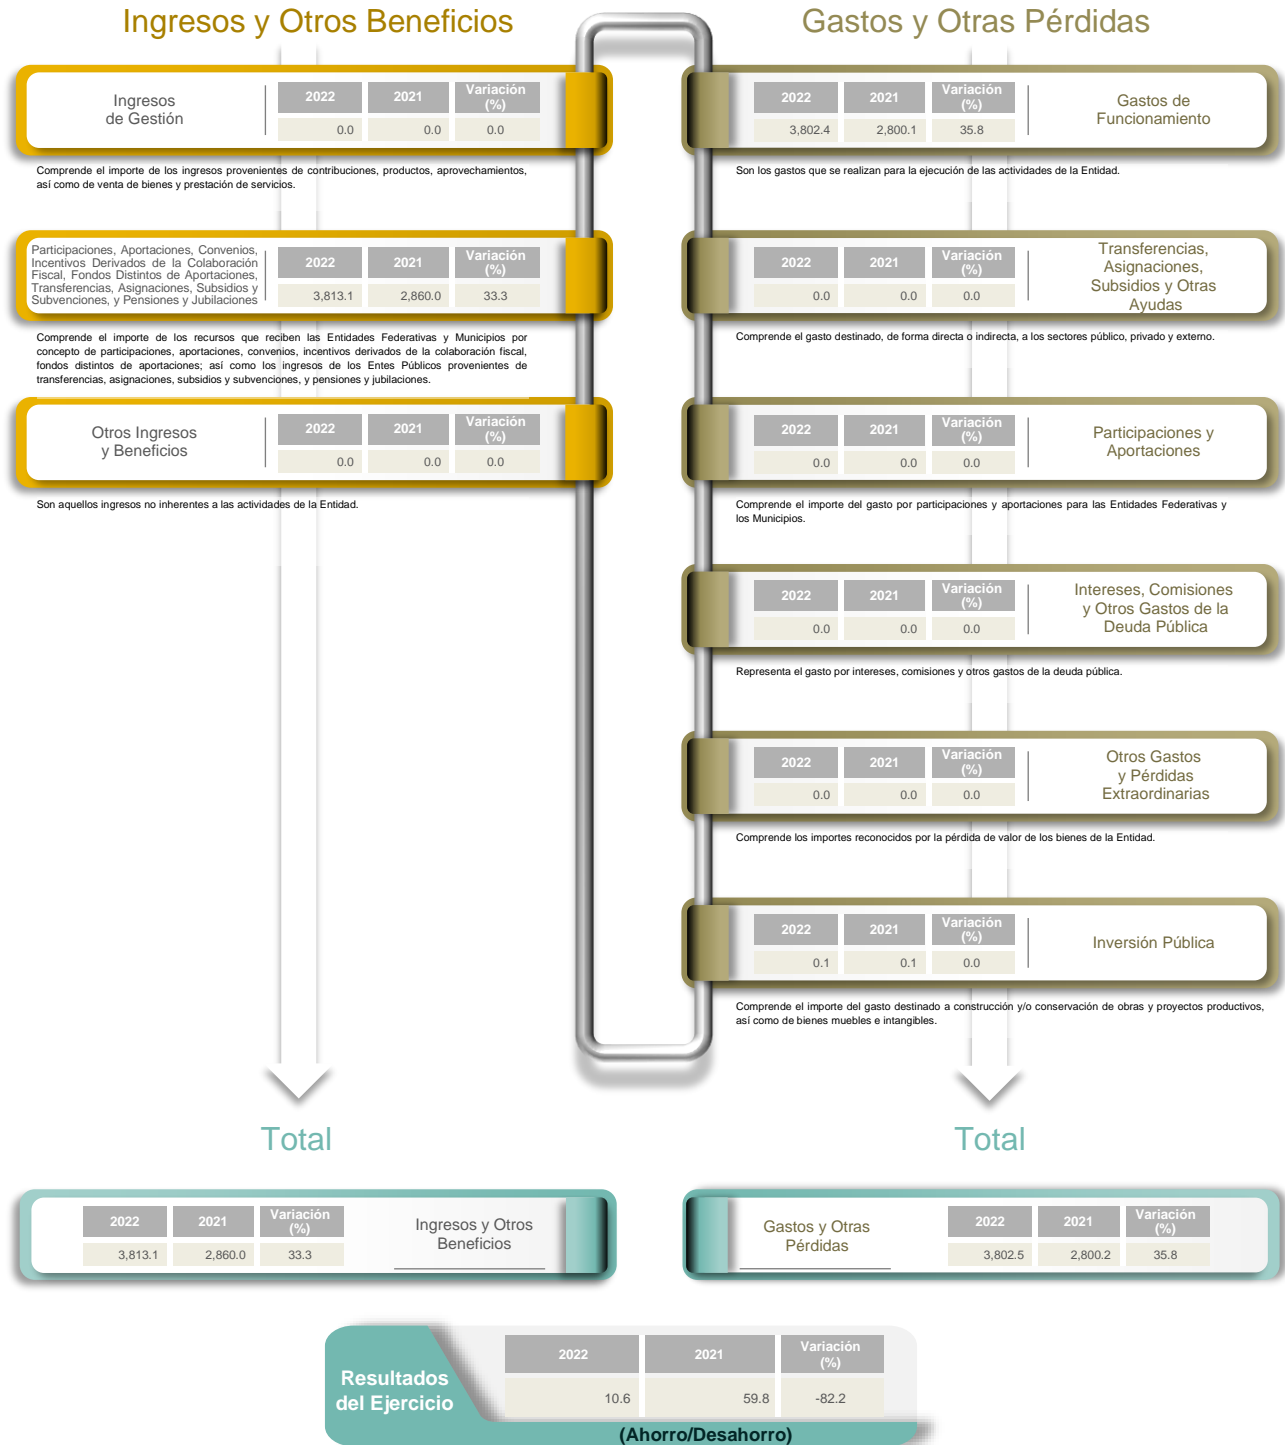 Ingresos y Otros Beneficios
Ingresos
de Gestión
2022 2021 Variación
(%)
0.0 0.0 0.0
Comprende el importe de los ingresos provenientes de contribuciones, productos, aprovechamientos,
así como de venta de bienes y prestación de servicios.
Participaciones, Aportaciones, Convenios,
Incentivos Derivados de la Colaboración
Fiscal, Fondos Distintos de Aportaciones,
Transferencias, Asignaciones, Subsidios y
Subvenciones, y Pensiones y Jubilaciones
2022 2021 Variación
(%)
3,813.1 2,860.0 33.3
Comprende el importe de los recursos que reciben las Entidades Federativas y Municipios por
concepto de participaciones, aportaciones, convenios, incentivos derivados de la colaboración fiscal,
fondos distintos de aportaciones; así como los ingresos de los Entes Públicos provenientes de
transferencias, asignaciones, subsidios y subvenciones, y pensiones y jubilaciones.
Otros Ingresos
y Beneficios
2022 2021 Variación
(%)
0.0 0.0 0.0
Son aquellos ingresos no inherentes a las actividades de la Entidad.
Gastos y Otras Pérdidas
2022 2021 Variación
(%)
3,802.4 2,800.1 35.8
Gastos de
Funcionamiento
Son los gastos que se realizan para la ejecución de las actividades de la Entidad.
2022 2021 Variación
(%)
0.0 0.0 0.0
Transferencias,
Asignaciones,
Subsidios y Otras
Ayudas
Comprende el gasto destinado, de forma directa o indirecta, a los sectores público, privado y externo.
2022 2021 Variación
(%)
0.0 0.0 0.0
Participaciones y
Aportaciones
Comprende el importe del gasto por participaciones y aportaciones para las Entidades Federativas y
los Municipios.
2022 2021 Variación
(%)
0.0 0.0 0.0
Intereses, Comisiones
y Otros Gastos de la
Deuda Pública
Representa el gasto por intereses, comisiones y otros gastos de la deuda pública.
2022 2021 Variación
(%)
0.0 0.0 0.0
Otros Gastos
y Pérdidas
Extraordinarias
Comprende los importes reconocidos por la pérdida de valor de los bienes de la Entidad.
2022 2021 Variación
(%)
0.1 0.1 0.0
Inversión Pública
Comprende el importe del gasto destinado a construcción y/o conservación de obras y proyectos productivos,
así como de bienes muebles e intangibles.
Total
2022 2021 Variación
(%)
3,813.1 2,860.0 33.3
Ingresos y Otros
Beneficios
Total
Gastos y Otras
Pérdidas
2022 2021 Variación
(%)
3,802.5 2,800.2 35.8
Resultados
del Ejercicio
2022 2021 Variación
(%)
10.6 59.8 -82.2
(Ahorro/Desahorro)